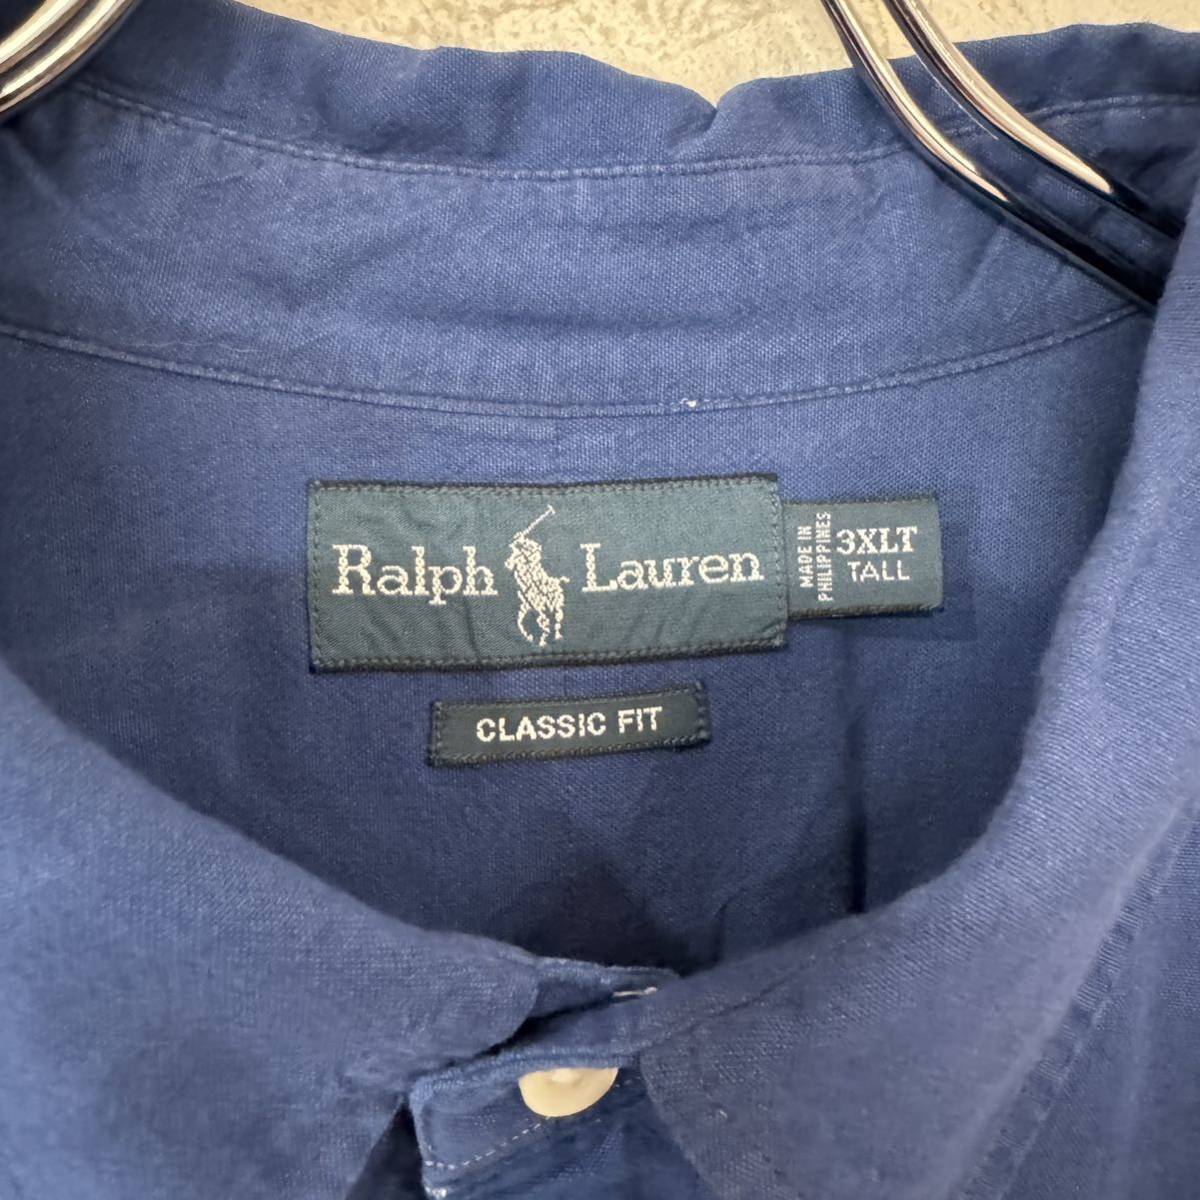 Ralph Lauren
MADE IN
PHILIPPINES
3XLT
TALL
CLASSIC FIT